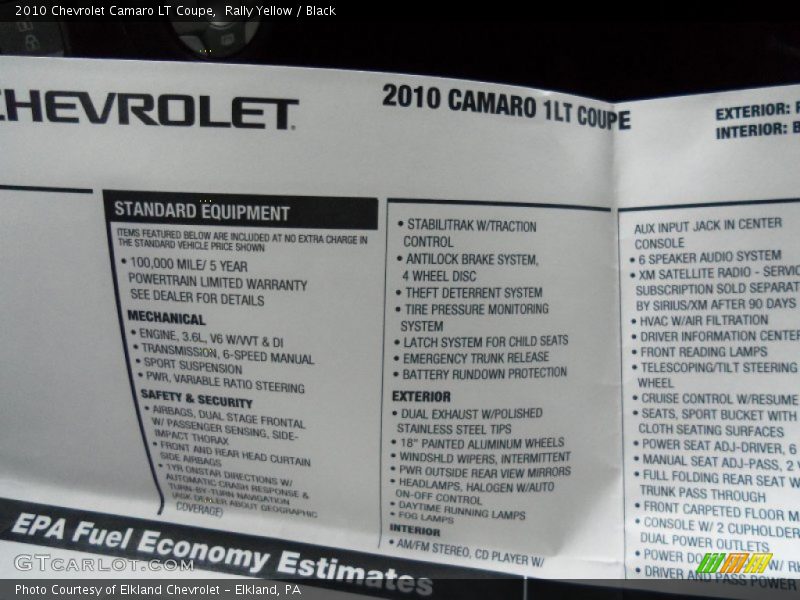 2010 Chevrolet Camaro LT Coupe,  Rally Yellow / Black
CHEVROLET
2010 CAMARO 1LT COUPE
EXTERIOR:
INTERIOR:
STANDARD EQUIPMENT
ITEMS FEATURED BELOW ARE INCLUDED AT NO EXTRA CHARGE IN
THE STANDARD VEHICLE PRICE SHOWN
• 100,000 MILE/ 5 YEAR
POWERTRAIN LIMITED WARRANTY
SEE DEALER FOR DETAILS
MECHANICAL
• ENGINE, 3.6L, V6 W/VVT & DI
• TRANSMISSION, 6-SPEED MANUAL
• SPORT SUSPENSION
• PWR, VARIABLE RATIO STEERING
SAFETY & SECURITY
• AIRBAGS, DUAL STAGE FRONTAL
W/ PASSENGER SENSING, SIDE-
IMPACT THORAX
• FRONT AND REAR HEAD CURTAIN
SIDE AIRBAGS
• 1YR ONSTAR DIRECTIONS W/
AUTOMATIC CRASH RESPONSE &
TURN-BY-TURN NAVIGATION
(ASK DEALER ABOUT GEOGRAPHIC
COVERAGE)
• STABILITRAK W/TRACTION
CONTROL
• ANTILOCK BRAKE SYSTEM,
4 WHEEL DISC
• THEFT DETERRENT SYSTEM
• TIRE PRESSURE MONITORING
SYSTEM
• LATCH SYSTEM FOR CHILD SEATS
• EMERGENCY TRUNK RELEASE
• BATTERY RUNDOWN PROTECTION
EXTERIOR
• DUAL EXHAUST W/POLISHED
STAINLESS STEEL TIPS
• 18" PAINTED ALUMINUM WHEELS
• WINDSHLD WIPERS, INTERMITTENT
• PWR OUTSIDE REAR VIEW MIRRORS
• HEADLAMPS, HALOGEN W/AUTO
ON-OFF CONTROL
• DAYTIME RUNNING LAMPS
• FOG LAMPS
INTERIOR
• AM/FM STEREO, CD PLAYER W/
AUX INPUT JACK IN CENTER
CONSOLE
• 6 SPEAKER AUDIO SYSTEM
• XM SATELLITE RADIO - SERVIC
SUBSCRIPTION SOLD SEPARAT
BY SIRIUS/XM AFTER 90 DAYS
• HVAC W/AIR FILTRATION
• DRIVER INFORMATION CENTER
• FRONT READING LAMPS
• TELESCOPING/TILT STEERING
WHEEL
• CRUISE CONTROL W/RESUME
• SEATS, SPORT BUCKET WITH
CLOTH SEATING SURFACES
• POWER SEAT ADJ-DRIVER, 6
• MANUAL SEAT ADJ-PASS, 2
• FULL FOLDING REAR SEAT W
TRUNK PASS THROUGH
• FRONT CARPETED FLOOR M
• CONSOLE W/ 2 CUPHOLDER
DUAL POWER OUTLETS
• POWER DO W/ R
• DRIVER AND PASS POWER
EPA Fuel Economy Estimates
GTCarLot.com
Photo Courtesy of Elkland Chevrolet – Elkland, PA